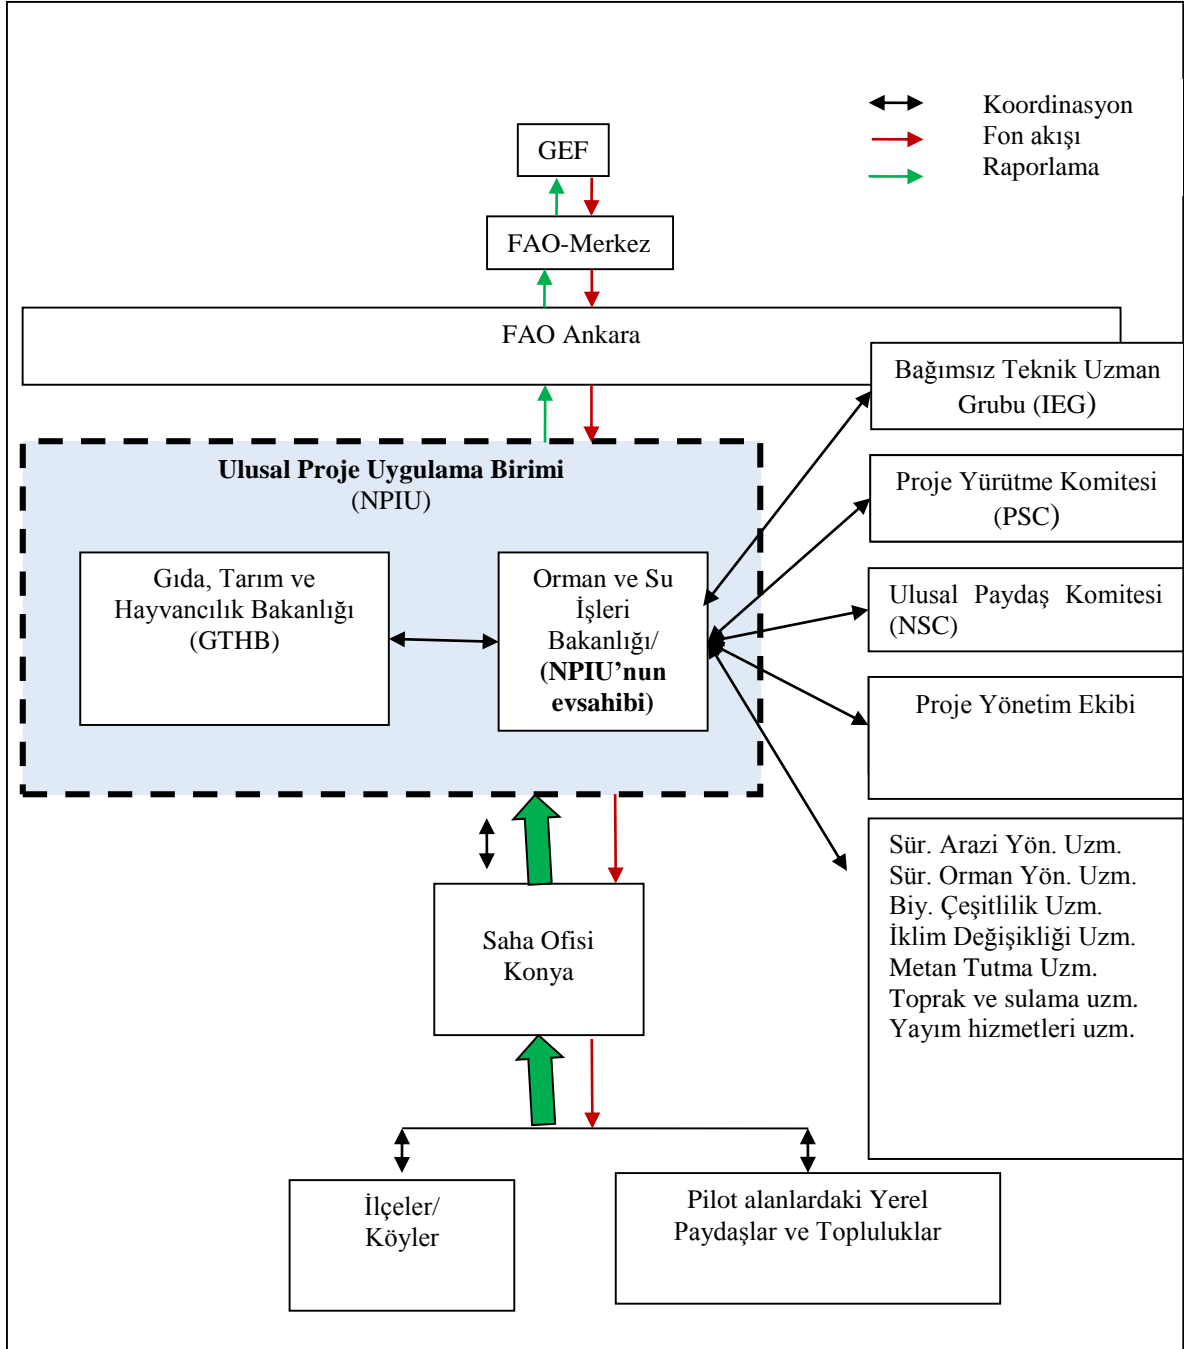 Koordinasyon
Fon akışı
Raporlama
GEF
FAO-Merkez
FAO Ankara
Bağımsız Teknik Uzman
Grubu (IEG)
Ulusal Proje Uygulama Birimi
(NPIU)
Proje Yürütme Komitesi
(PSC)
Gıda, Tarım ve
Hayvancılık Bakanlığı
(GTHB)
Orman ve Su
İşleri
Bakanlığı/
(NPIU’nun
evsahibi)
Ulusal Paydaş Komitesi
(NSC)
Proje Yönetim Ekibi
Sür. Arazi Yön. Uzm.
Sür. Orman Yön. Uzm.
Biy. Çeşitlilik Uzm.
İklim Değişikliği Uzm.
Metan Tutma Uzm.
Toprak ve sulama uzm.
Yayım hizmetleri uzm.
Saha Ofisi
Konya
İlçeler/
Köyler
Pilot alanlardaki Yerel
Paydaşlar ve Topluluklar